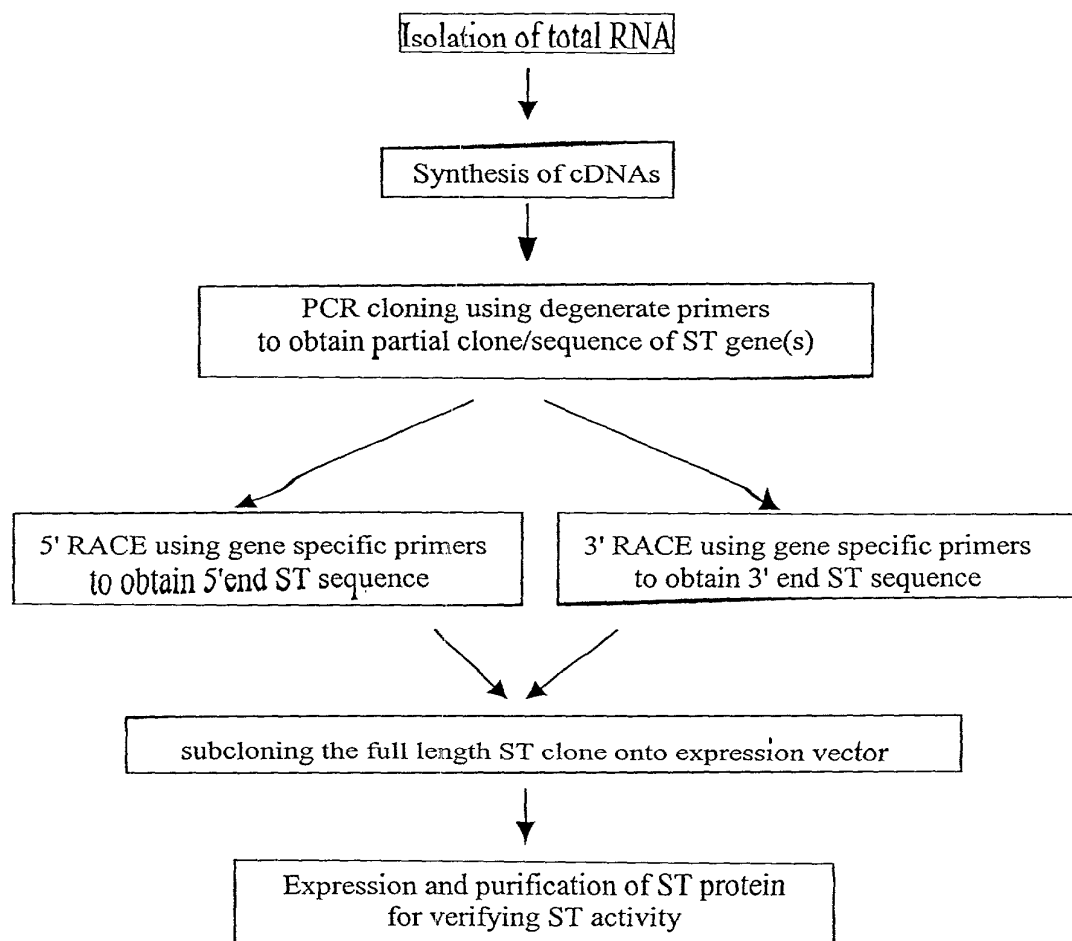 Isolation of total RNA
Synthesis of cDNAs
PCR cloning using degenerate primers
to obtain partial clone/sequence of ST gene(s)
5' RACE using gene specific primers
to obtain 5'end ST sequence
3' RACE using gene specific primers
to obtain 3' end ST sequence
subcloning the full length ST clone onto expression vector
Expression and purification of ST protein
for verifying ST activity